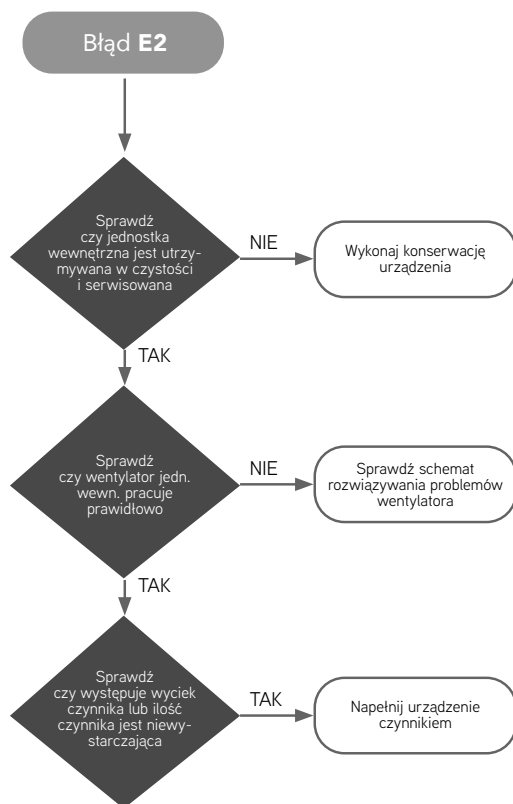 Błąd E2
Sprawdź
czy jednostka
wewnętrzna jest utrzy-
mywana w czystości
i serwisowana
NIE
Wykonaj konserwację
urządzenia
TAK
Sprawdź
czy wentylator jedn.
wewn. pracuje
prawidłowo
NIE
Sprawdź schemat
rozwiązywania problemów
wentylatora
TAK
Sprawdź
czy występuje wyciek
czynnika lub ilość
czynnika jest niewy-
starczająca
TAK
Napełnij urządzenie
czynnikiem